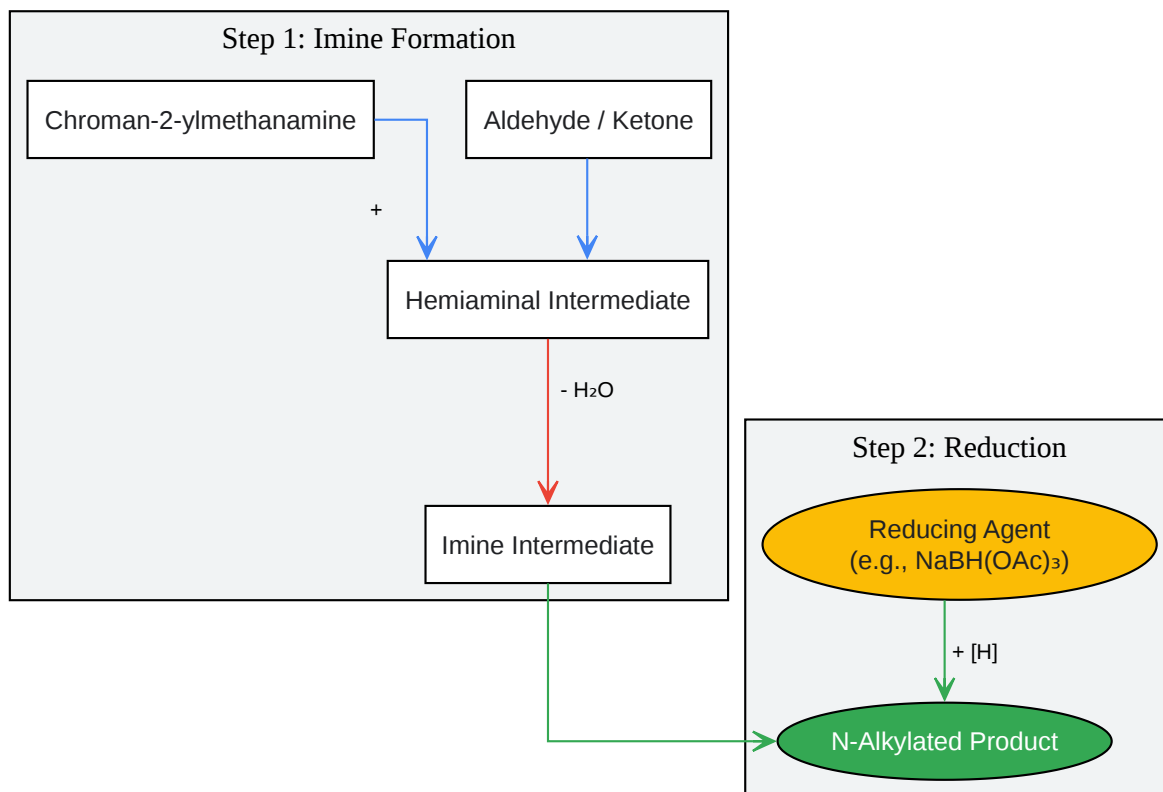 Step 1: Imine Formation
Chroman-2-ylmethanamine
Aldehyde / Ketone
+
Hemiaminal Intermediate
- H₂O
Imine Intermediate
Step 2: Reduction
Reducing Agent
(e.g., NaBH(OAc)₃)
+ [H]
N-Alkylated Product